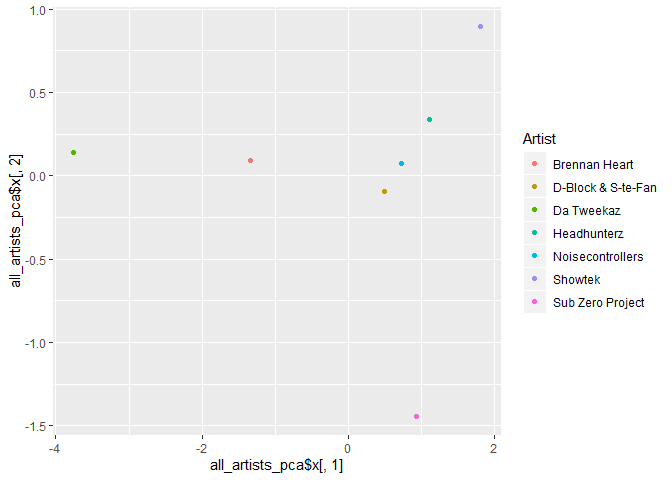 1.0
0.5
0.0
-0.5
-1.0
-1.5
all_artists_pca$x[, 2]
-4
-2
0
2
all_artists_pca$x[, 1]
Artist
Brennan Heart
D-Block & S-te-Fan
Da Tweekaz
Headhunterz
Noisecontrollers
Showtek
Sub Zero Project